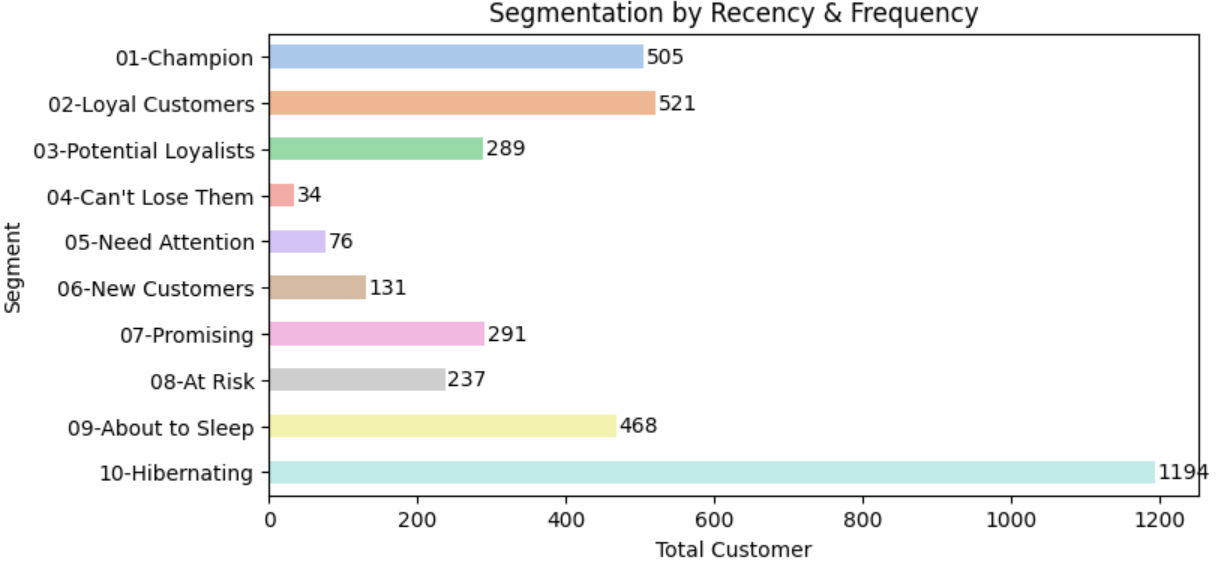 Segmentation by Recency & Frequency
01-Champion 505
02-Loyal Customers 521
03-Potential Loyalists 289
04-Can't Lose Them 34
05-Need Attention 76
06-New Customers 131
07-Promising 291
08-At Risk 237
09-About to Sleep 468
10-Hibernating 1194
Segment
0 200 400 600 800 1000 1200
Total Customer